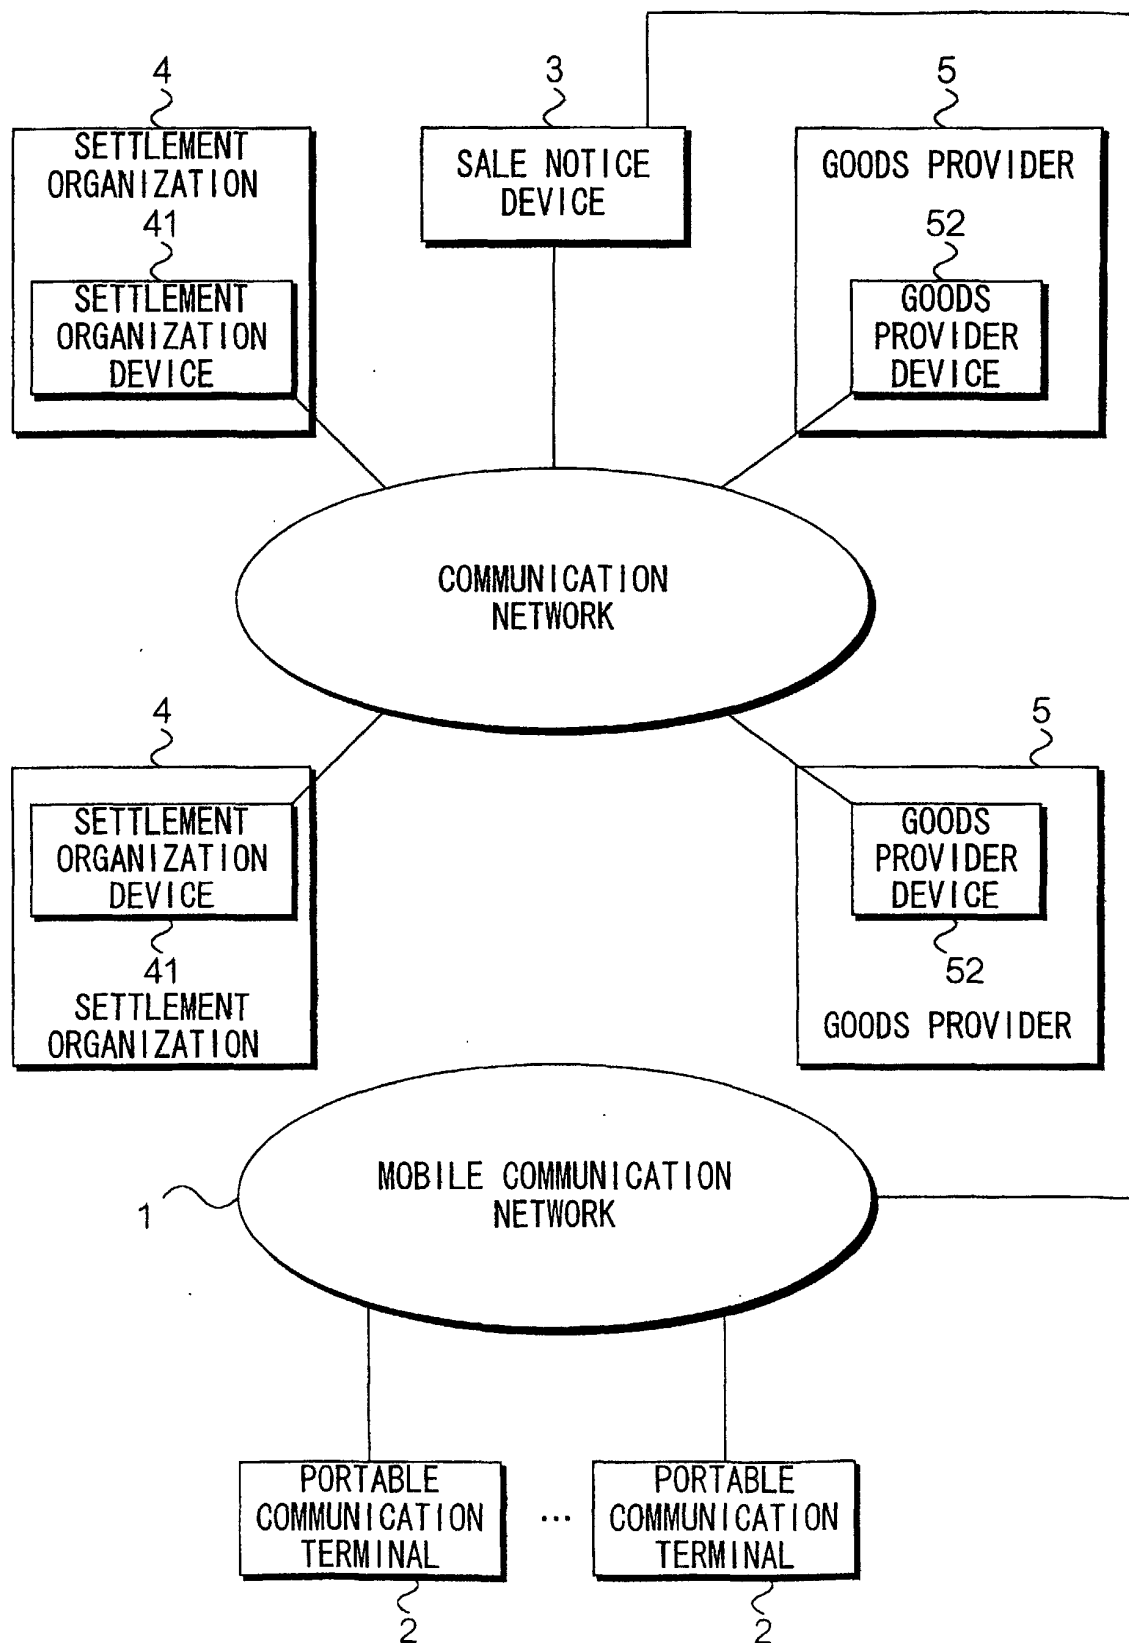 4
SETTLEMENT
ORGANIZATION
41
SETTLEMENT
ORGANIZATION
DEVICE
3
SALE NOTICE
DEVICE
5
GOODS PROVIDER
52
GOODS
PROVIDER
DEVICE
COMMUNICATION
NETWORK
4
SETTLEMENT
ORGANIZATION
DEVICE
41
SETTLEMENT
ORGANIZATION
5
GOODS
PROVIDER
DEVICE
52
GOODS PROVIDER
1
MOBILE COMMUNICATION
NETWORK
PORTABLE
COMMUNICATION
TERMINAL
2
...
PORTABLE
COMMUNICATION
TERMINAL
2